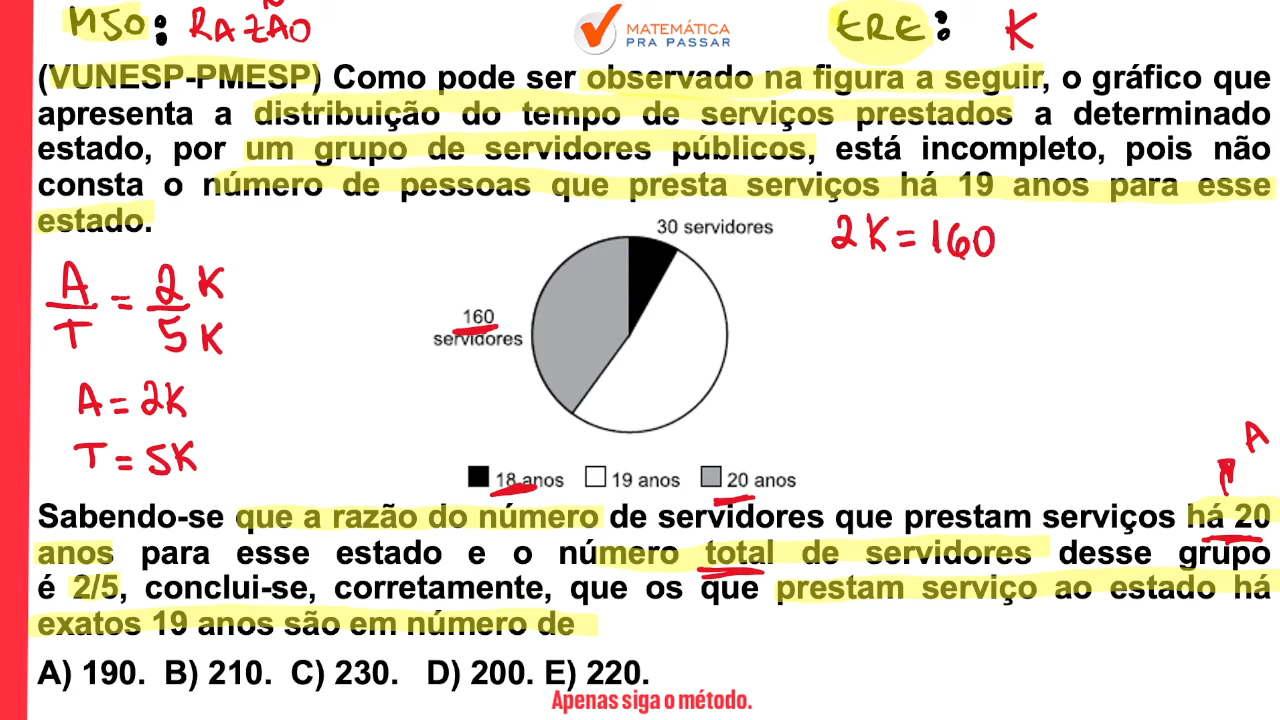 MSO: RAZÃO
MATEMÁTICA
PRA PASSAR
ERE: K
(VUNESP-PMESP) Como pode ser observado na figura a seguir, o gráfico que
apresenta a distribuição do tempo de serviços prestados a determinado
estado, por um grupo de servidores públicos, está incompleto, pois não
consta o número de pessoas que presta serviços há 19 anos para esse
estado.
30 servidores
2K = 160
A/T = 2K/5K
160
servidores
A = 2K
T = 5K
18 anos 19 anos 20 anos
A
Sabendo-se que a razão do número de servidores que prestam serviços há 20
anos para esse estado e o número total de servidores desse grupo
é 2/5, conclui-se, corretamente, que os que prestam serviço ao estado há
exatos 19 anos são em número de
A) 190. B) 210. C) 230. D) 200. E) 220.
Apenas siga o método.